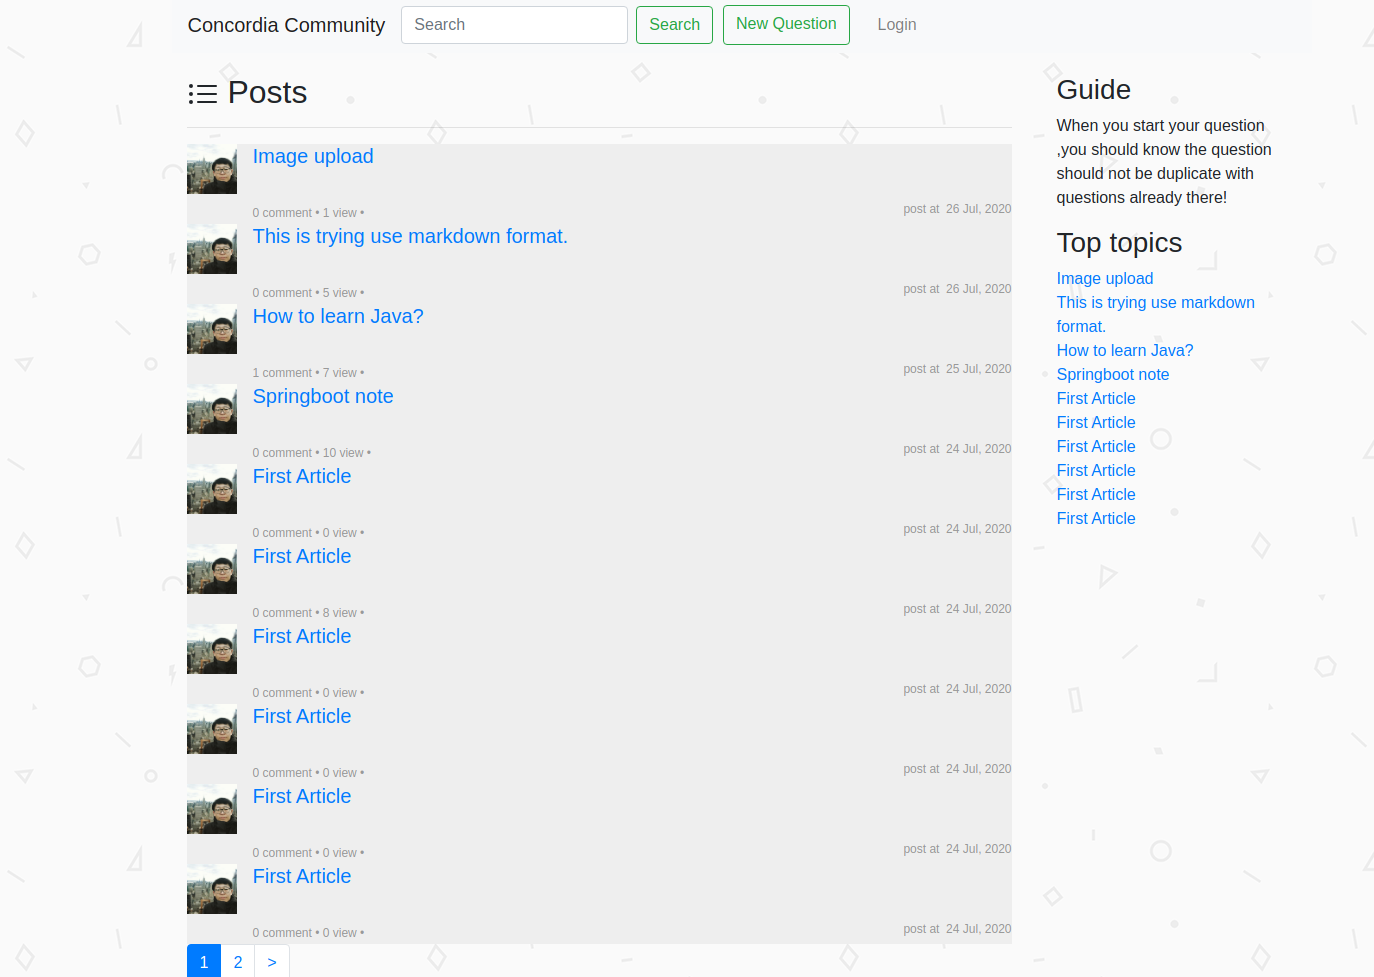 Concordia Community Search Search New Question Login
Posts
Image upload
0 comment • 1 view • post at 26 Jul, 2020
This is trying use markdown format.
0 comment • 5 view • post at 26 Jul, 2020
How to learn Java?
1 comment • 7 view • post at 25 Jul, 2020
Springboot note
0 comment • 10 view • post at 24 Jul, 2020
First Article
0 comment • 0 view • post at 24 Jul, 2020
First Article
0 comment • 8 view • post at 24 Jul, 2020
First Article
0 comment • 0 view • post at 24 Jul, 2020
First Article
0 comment • 0 view • post at 24 Jul, 2020
First Article
0 comment • 0 view • post at 24 Jul, 2020
First Article
0 comment • 0 view • post at 24 Jul, 2020
1 2 >
Guide
When you start your question
,you should know the question
should not be duplicate with
questions already there!
Top topics
Image upload
This is trying use markdown
format.
How to learn Java?
Springboot note
First Article
First Article
First Article
First Article
First Article
First Article